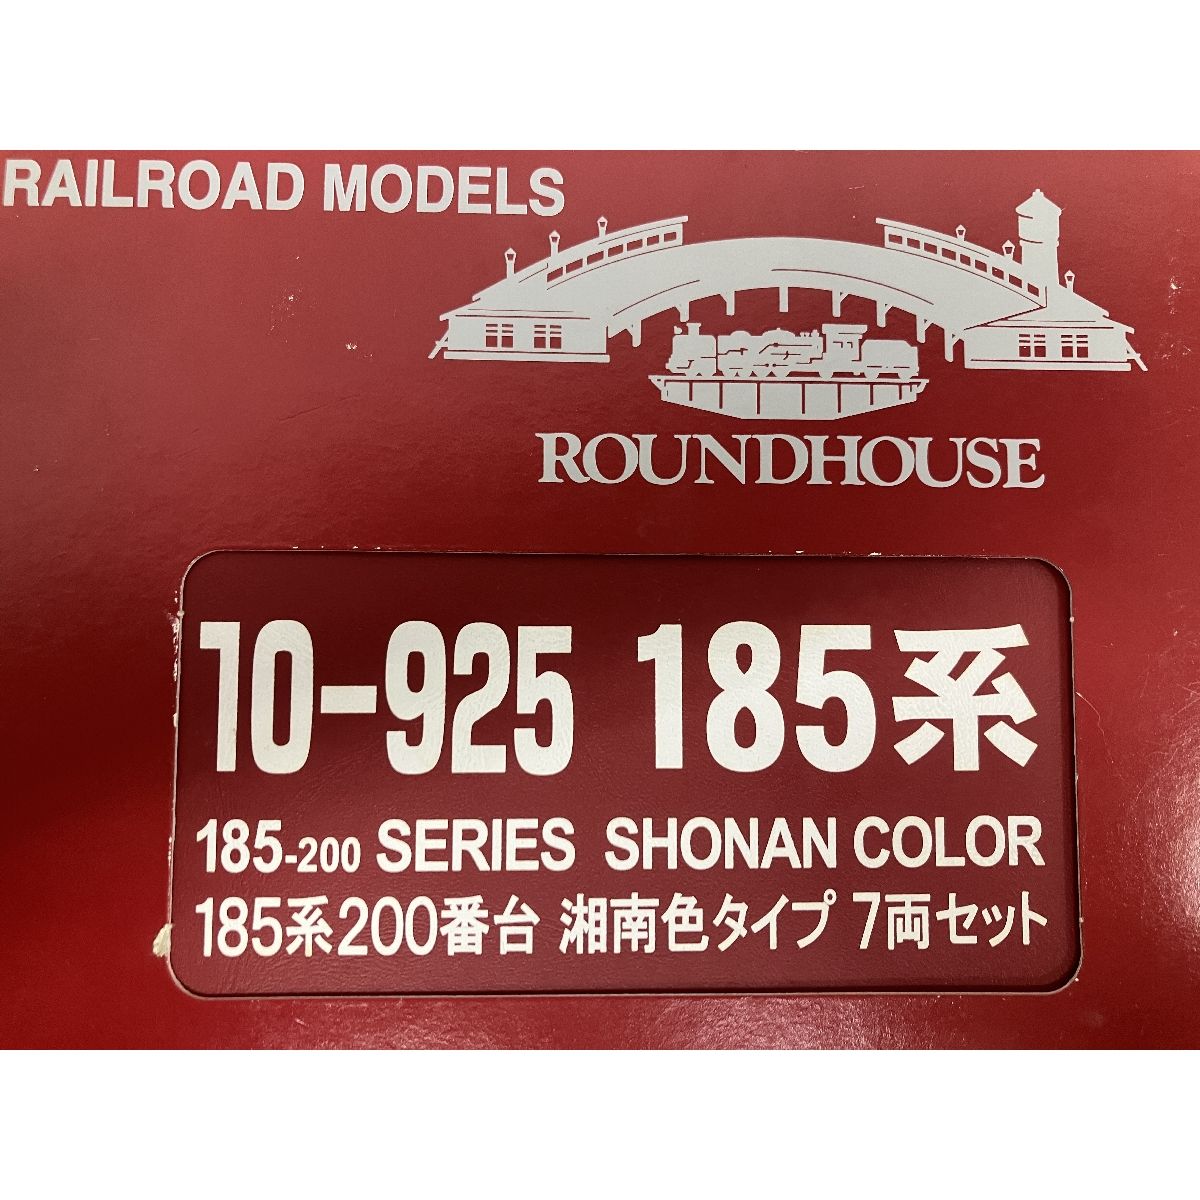 RAILROAD MODELS
ROUNDHOUSE
10-925 185系
185-200 SERIES SHONAN COLOR
185系200番台 湘南色タイプ 7両セット